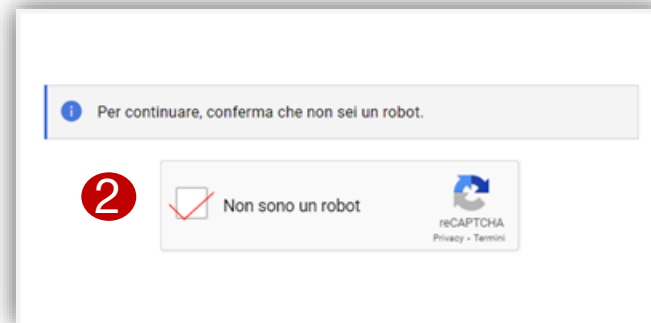 Per continuare, conferma che non sei un robot.
2
Non sono un robot
reCAPTCHA
Privacy - Termini